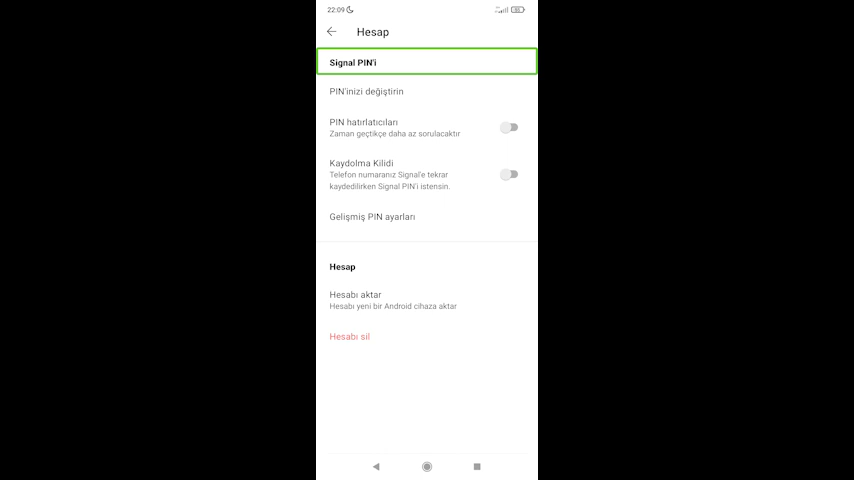 22:09
Hesap
Signal PIN'i
PIN'inizi değiştirin
PIN hatırlatıcıları
Zaman geçtikçe daha az sorulacaktır
Kaydolma Kilidi
Telefon numaranız Signal'e tekrar
kaydedilirken Signal PIN'i istensin.
Gelişmiş PIN ayarları
Hesap
Hesabı aktar
Hesabı yeni bir Android cihaza aktar
Hesabı sil